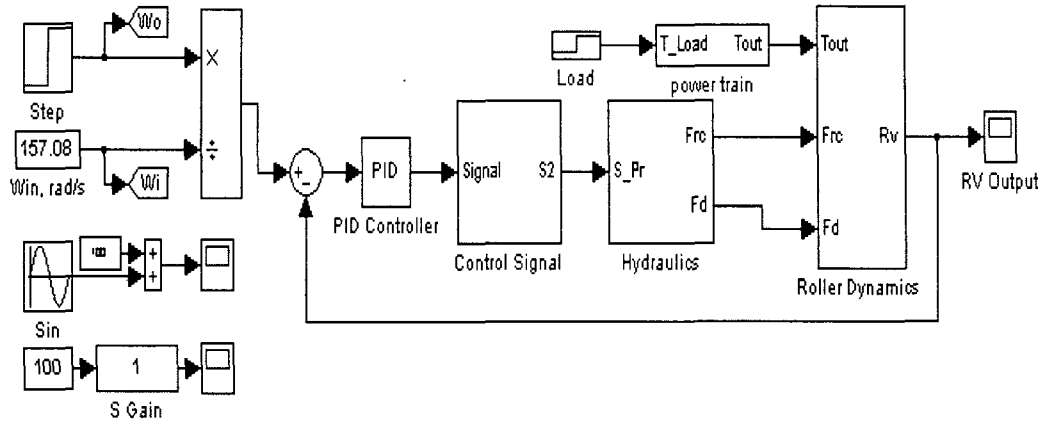 Wo
Step
X
÷
157.08
Win, rad/s
Wi
+
−
PID
PID Controller
Signal S2
Control Signal
S_Pr
Frc
Fd
Hydraulics
Load
T_Load Tout
power train
Tout
Frc
Fd
Rv
Roller Dynamics
RV Output
+
+
Sin
100
1
S Gain